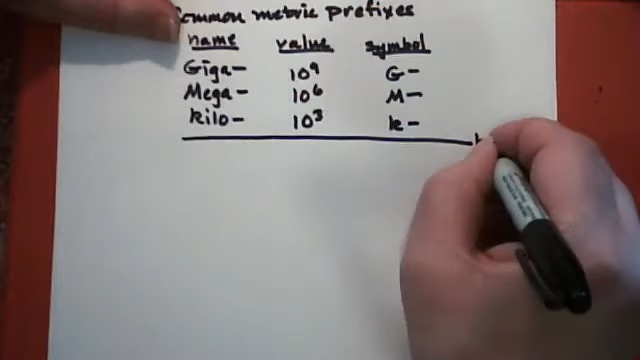 Common metric prefixes
name value symbol
Giga- 10⁹ G-
Mega- 10⁶ M-
kilo- 10³ k-